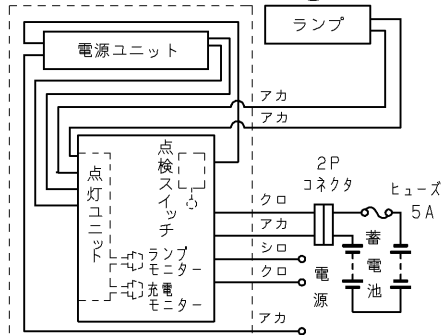 ランプ
電源ユニット
アカ
アカ
点検スイッチ
点灯ユニット
2P
コネクタ
ヒューズ
5A
クロ
アカ
シロ
クロ
アカ
ランプ
モニター
充電
モニター
電源
蓄電池